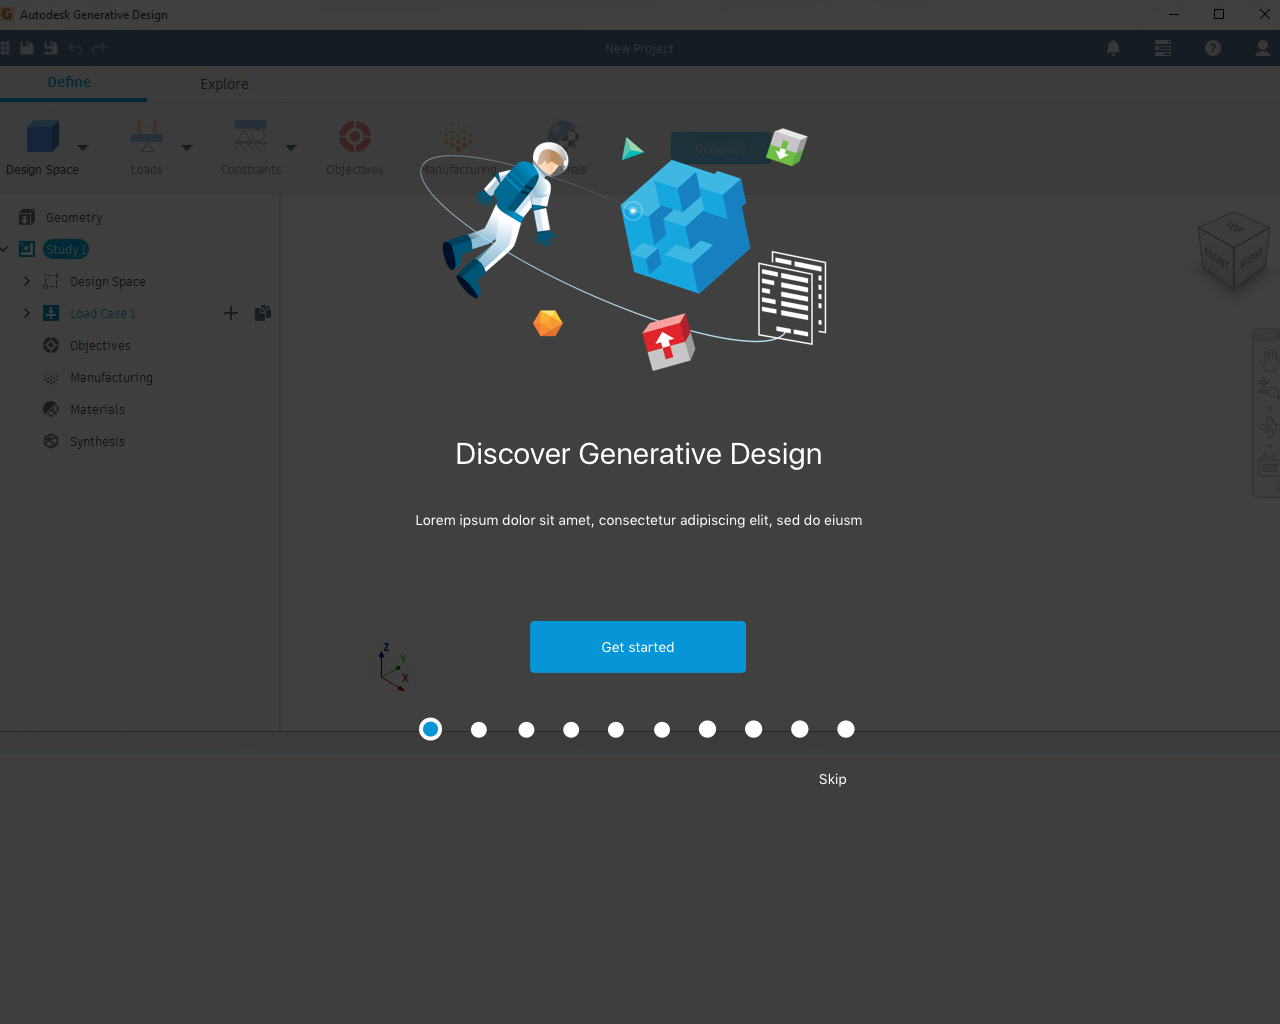 Autodesk Generative Design
New Project
Define
Explore
Design Space
Loads
Constraints
Objectives
Manufacturing
Generate
Geometry
Study 1
Design Space
Load Case 1
Objectives
Manufacturing
Materials
Synthesis
TOP
FRONT
RIGHT
Discover Generative Design
Lorem ipsum dolor sit amet, consectetur adipiscing elit, sed do eiusm
Get started
Z
Y
X
Skip